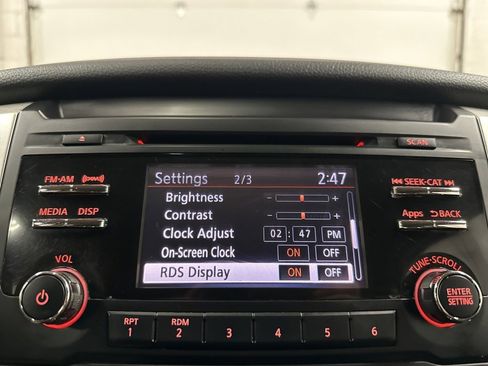 SCAN
FM•AM
SEEK•CAT
MEDIA DISP
Apps BACK
VOL
TUNE•SCROLL
ENTER
SETTING
Settings 2/3 2:47
Brightness - +
Contrast - +
Clock Adjust 02 : 47 PM
On-Screen Clock ON OFF
RDS Display ON OFF
RPT RDM
1 2 3 4 5 6